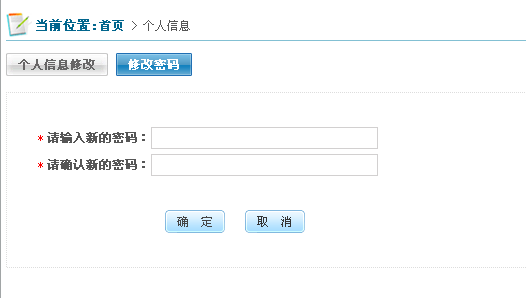 当前位置:首页 > 个人信息
个人信息修改 修改密码
*请输入新的密码：
*请确认新的密码：
确 定 取 消